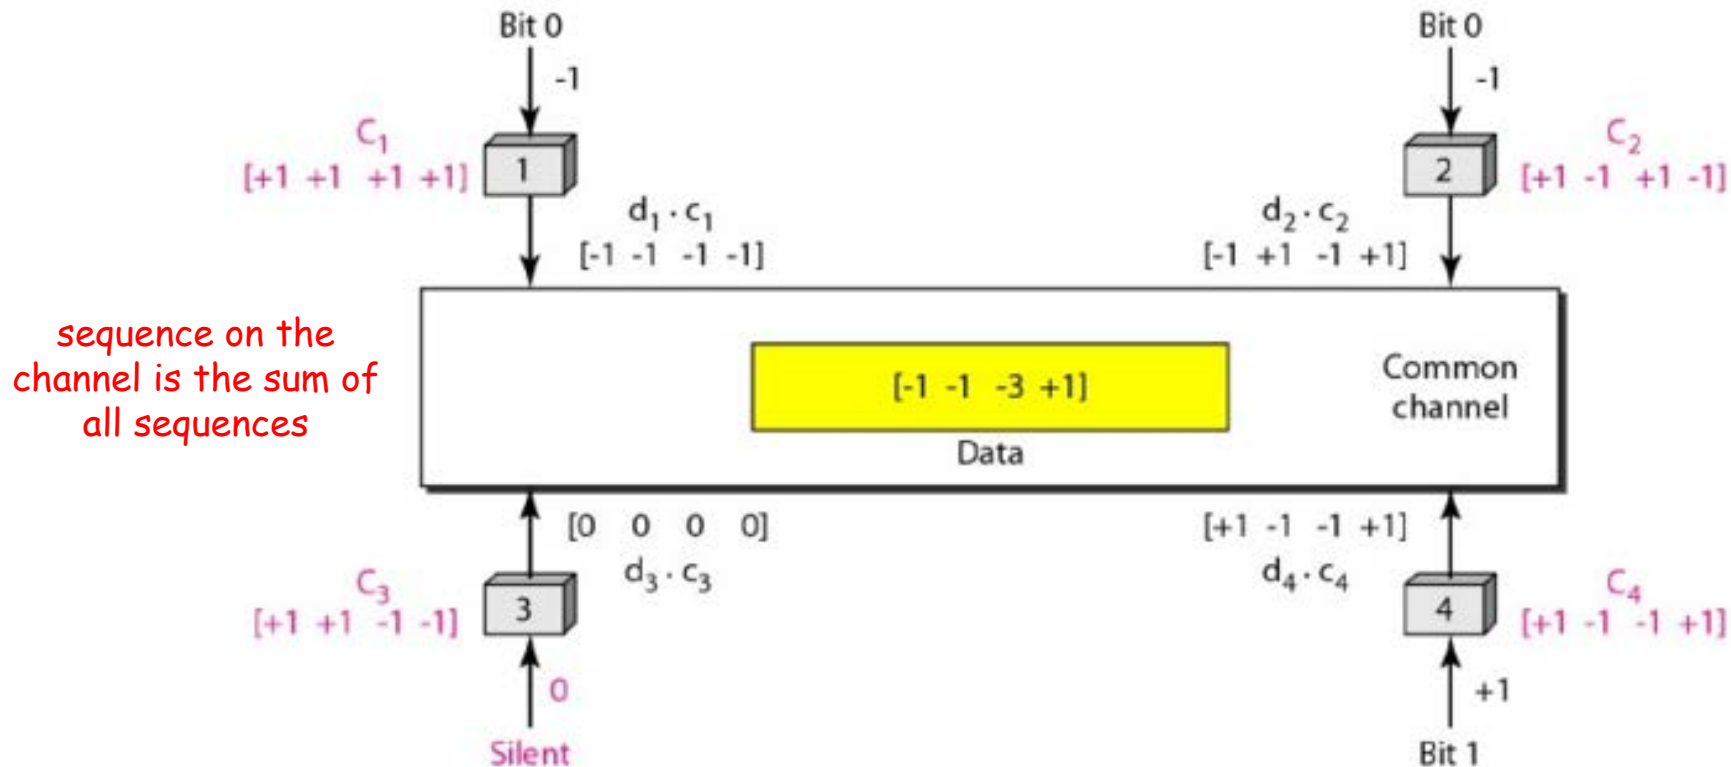 Bit 0
-1
C₁
[+1 +1 +1 +1]
1
d₁ . c₁
[-1 -1 -1 -1]
Bit 0
-1
C₂
2
[+1 -1 +1 -1]
d₂ . c₂
[-1 +1 -1 +1]
sequence on the
channel is the sum of
all sequences
[-1 -1 -3 +1]
Data
Common
channel
[0 0 0 0]
d₃ . c₃
C₃
[+1 +1 -1 -1]
3
0
Silent
[+1 -1 -1 +1]
d₄ . c₄
4
C₄
[+1 -1 -1 +1]
+1
Bit 1